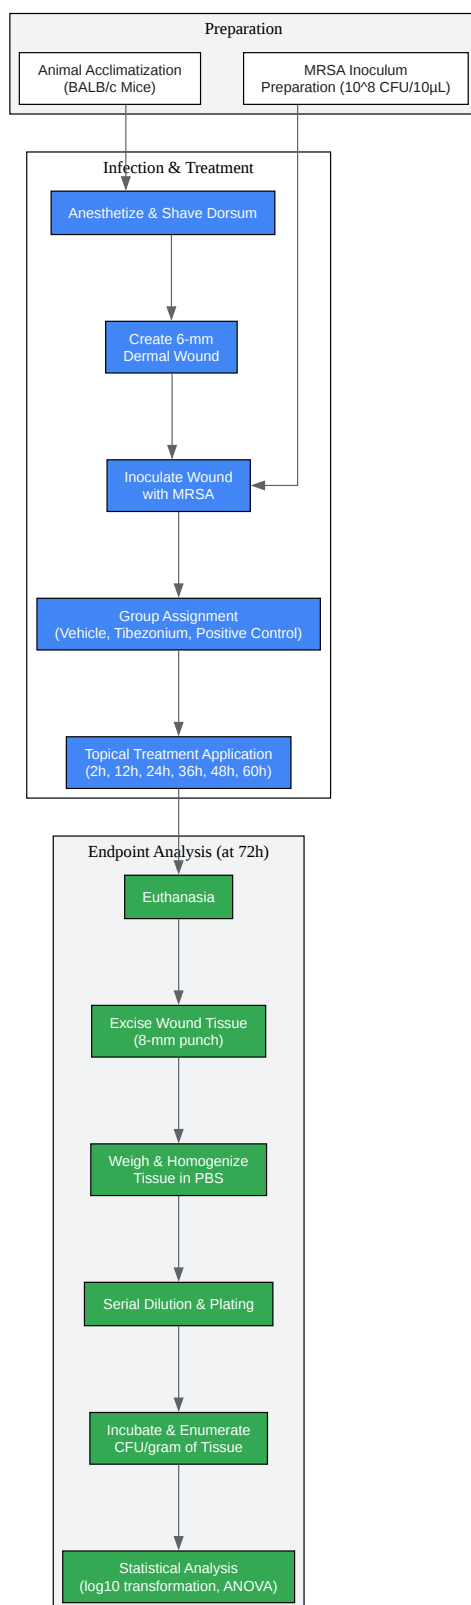 Preparation
Animal Acclimatization
(BALB/c Mice)
MRSA Inoculum
Preparation (10^8 CFU/10µL)
Infection & Treatment
Anesthetize & Shave Dorsum
Create 6-mm
Dermal Wound
Inoculate Wound
with MRSA
Group Assignment
(Vehicle, Tibezonium, Positive Control)
Topical Treatment Application
(2h, 12h, 24h, 36h, 48h, 60h)
Endpoint Analysis (at 72h)
Euthanasia
Excise Wound Tissue
(8-mm punch)
Weigh & Homogenize
Tissue in PBS
Serial Dilution & Plating
Incubate & Enumerate
CFU/gram of Tissue
Statistical Analysis
(log10 transformation, ANOVA)